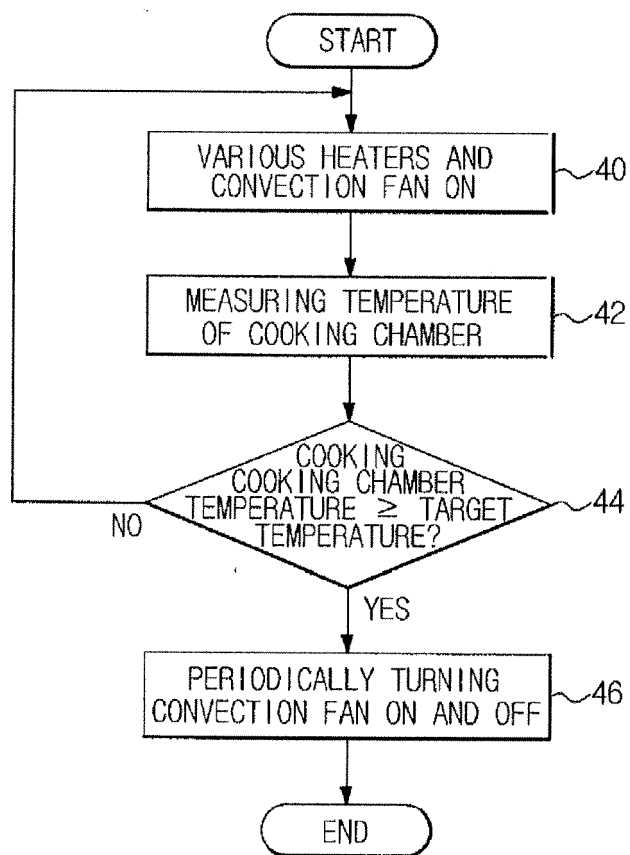 START
VARIOUS HEATERS AND
CONVECTION FAN ON
40
MEASURING TEMPERATURE
OF COOKING CHAMBER
42
COOKING
COOKING CHAMBER
TEMPERATURE ≥ TARGET
TEMPERATURE?
44
NO
YES
PERIODICALLY TURNING
CONVECTION FAN ON AND OFF
46
END